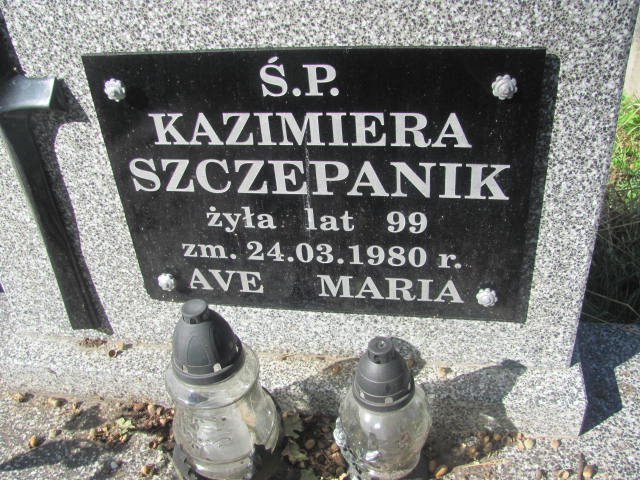 Ś.P.
KAZIMIERA
SZCZEPANIK
żyła lat 99
zm. 24.03.1980 r.
AVE MARIA